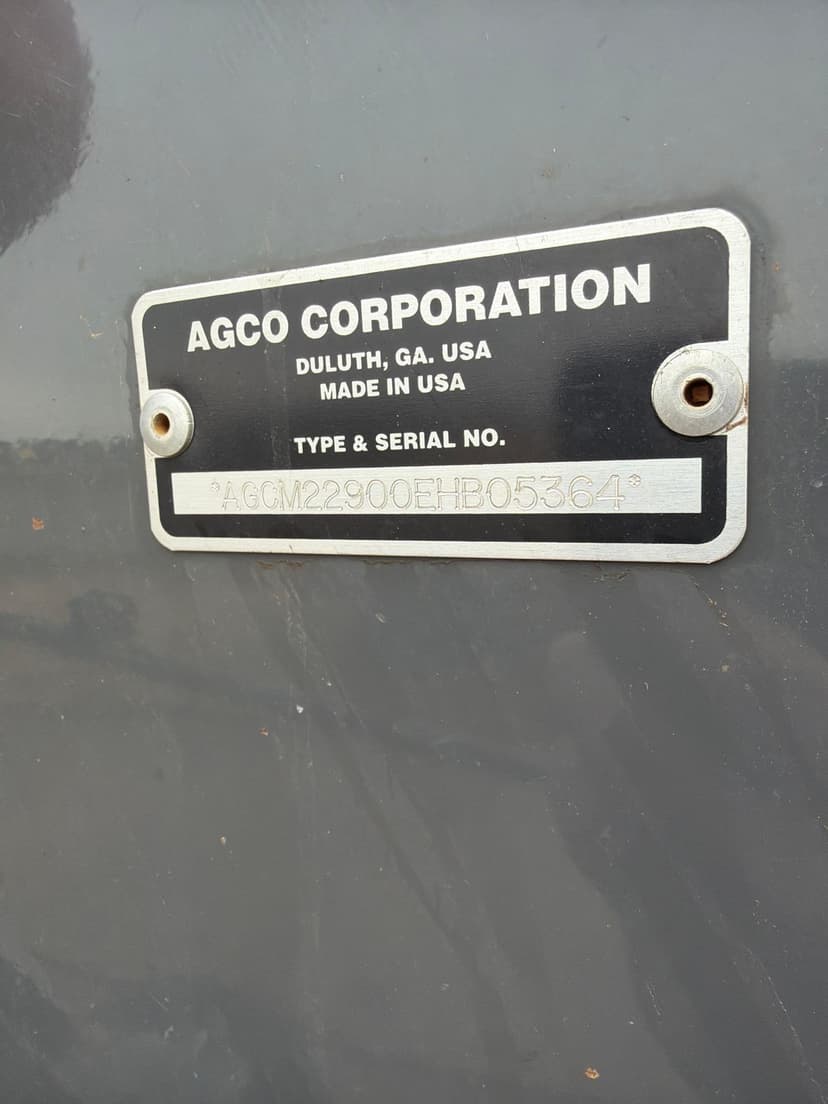 AGCO CORPORATION
DULUTH, GA. USA
MADE IN USA
TYPE & SERIAL NO.
*AGCM22900EHB05364*